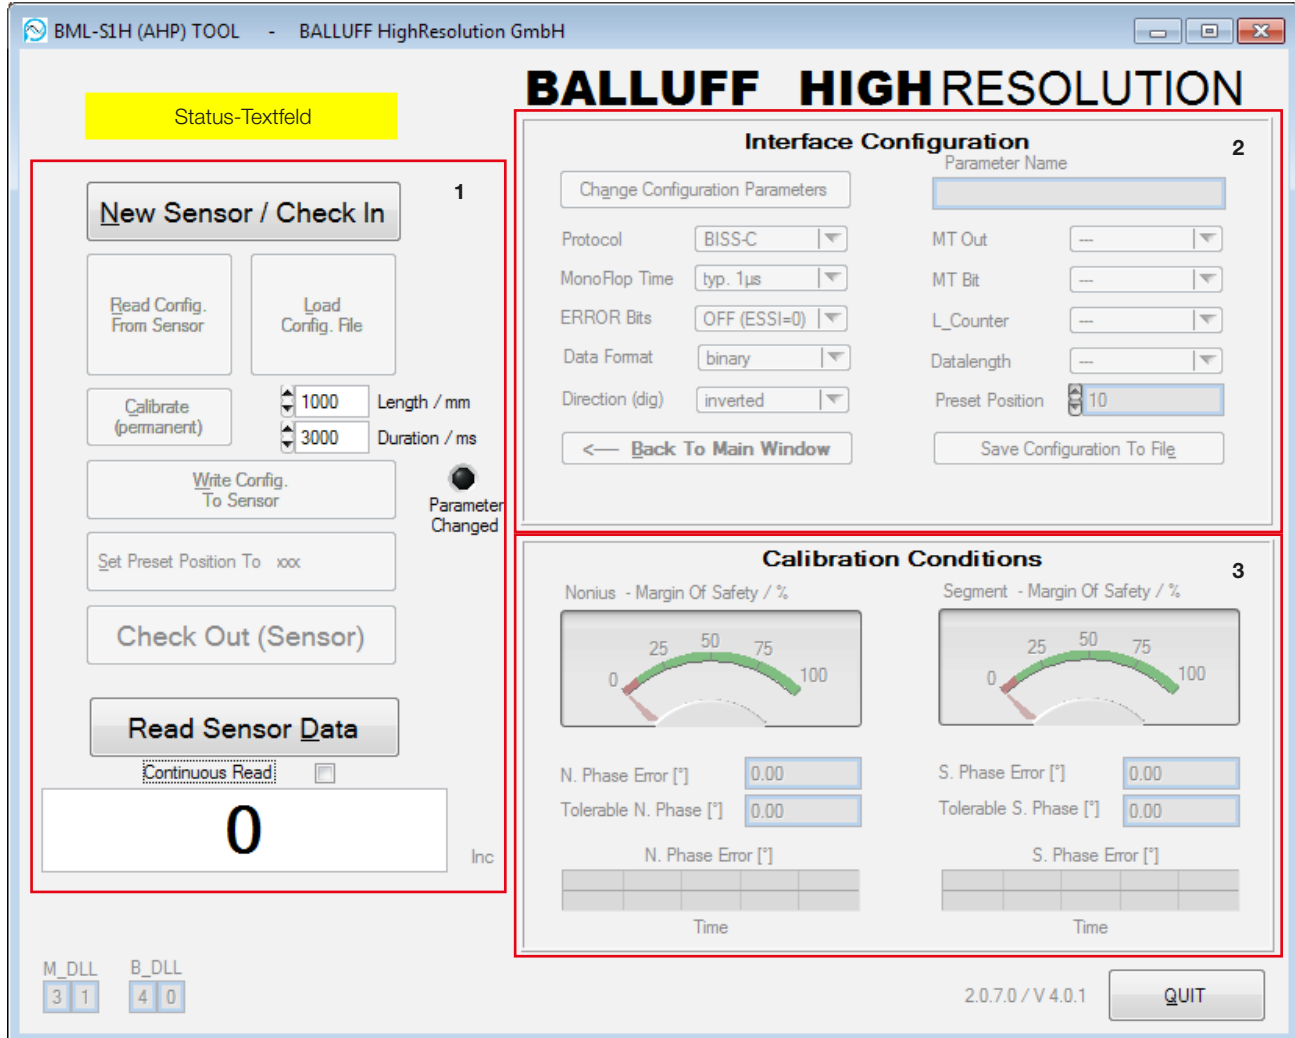 BML-S1H (AHP) TOOL - BALLUFF HighResolution GmbH
BALLUFF HIGHRESOLUTION
Status-Textfeld
1
New Sensor / Check In
Read Config.
From Sensor
Load
Config. File
Calibrate
(permanent)
1000 Length / mm
3000 Duration / ms
Write Config.
To Sensor
Parameter
Changed
Set Preset Position To xxx
Check Out (Sensor)
Read Sensor Data
Continuous Read
0
Inc
Interface Configuration
2
Change Configuration Parameters
Parameter Name
Protocol BISS-C
MonoFlop Time typ. 1µs
ERROR Bits OFF (ESSI=0)
Data Format binary
Direction (dig) inverted
<— Back To Main Window
MT Out ---
MT Bit ---
L_Counter ---
Datalength ---
Preset Position 10
Save Configuration To File
Calibration Conditions
3
Nonius - Margin Of Safety / %
0 25 50 75 100
N. Phase Error [°] 0.00
Tolerable N. Phase [°] 0.00
N. Phase Error [°]
Time
Segment - Margin Of Safety / %
0 25 50 75 100
S. Phase Error [°] 0.00
Tolerable S. Phase [°] 0.00
S. Phase Error [°]
Time
M_DLL B_DLL
3 1 4 0
2.0.7.0 / V 4.0.1
QUIT